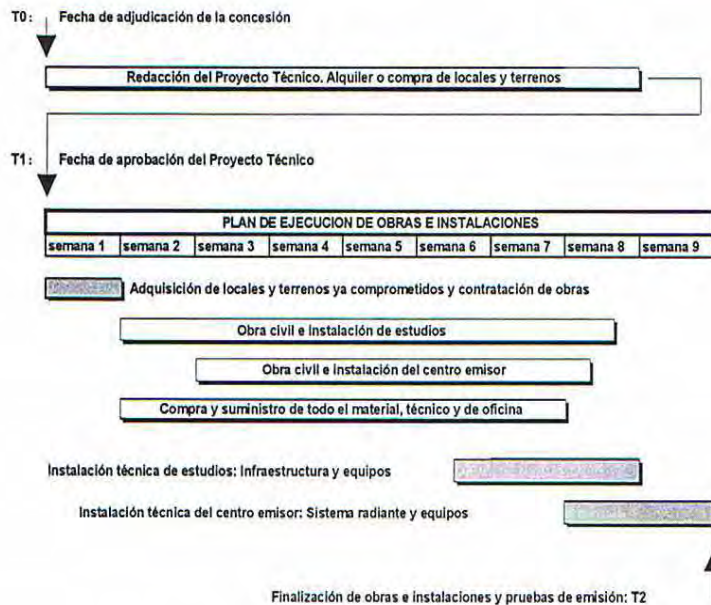 T0: Fecha de adjudicación de la concesión
Redacción del Proyecto Técnico. Alquiler o compra de locales y terrenos
T1: Fecha de aprobación del Proyecto Técnico
PLAN DE EJECUCION DE OBRAS E INSTALACIONES
semana 1 semana 2 semana 3 semana 4 semana 5 semana 6 semana 7 semana 8 semana 9
Adquisición de locales y terrenos ya comprometidos y contratación de obras
Obra civil e instalación de estudios
Obra civil e instalación del centro emisor
Compra y suministro de todo el material, técnico y de oficina
Instalación técnica de estudios: Infraestructura y equipos
Instalación técnica del centro emisor: Sistema radiante y equipos
Finalización de obras e instalaciones y pruebas de emisión: T2